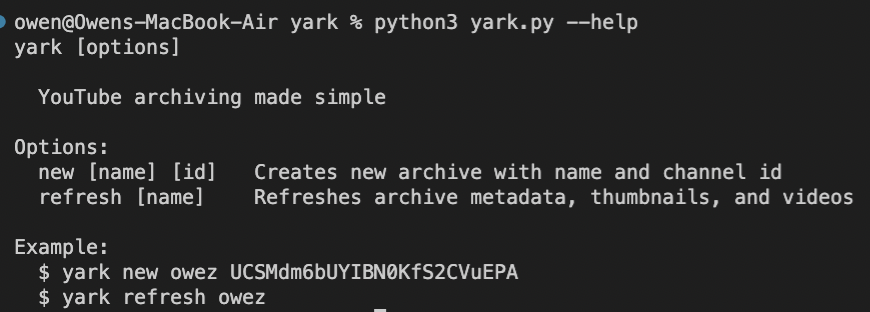 owen@Owens-MacBook-Air yark % python3 yark.py --help
yark [options]
YouTube archiving made simple
Options:
new [name] [id] Creates new archive with name and channel id
refresh [name] Refreshes archive metadata, thumbnails, and videos
Example:
$ yark new owez UCSMdm6bUYIBN0KfS2CVuEPA
$ yark refresh owez